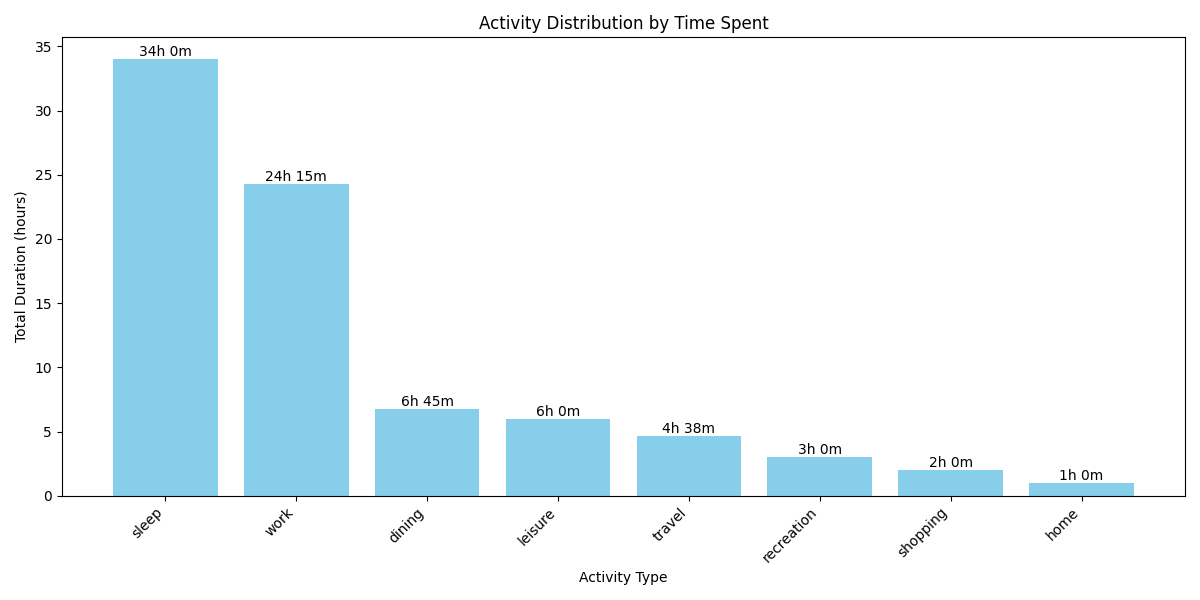 Activity Distribution by Time Spent
Total Duration (hours)
35
30
25
20
15
10
5
0
34h 0m
24h 15m
6h 45m
6h 0m
4h 38m
3h 0m
2h 0m
1h 0m
sleep
work
dining
leisure
travel
recreation
shopping
home
Activity Type